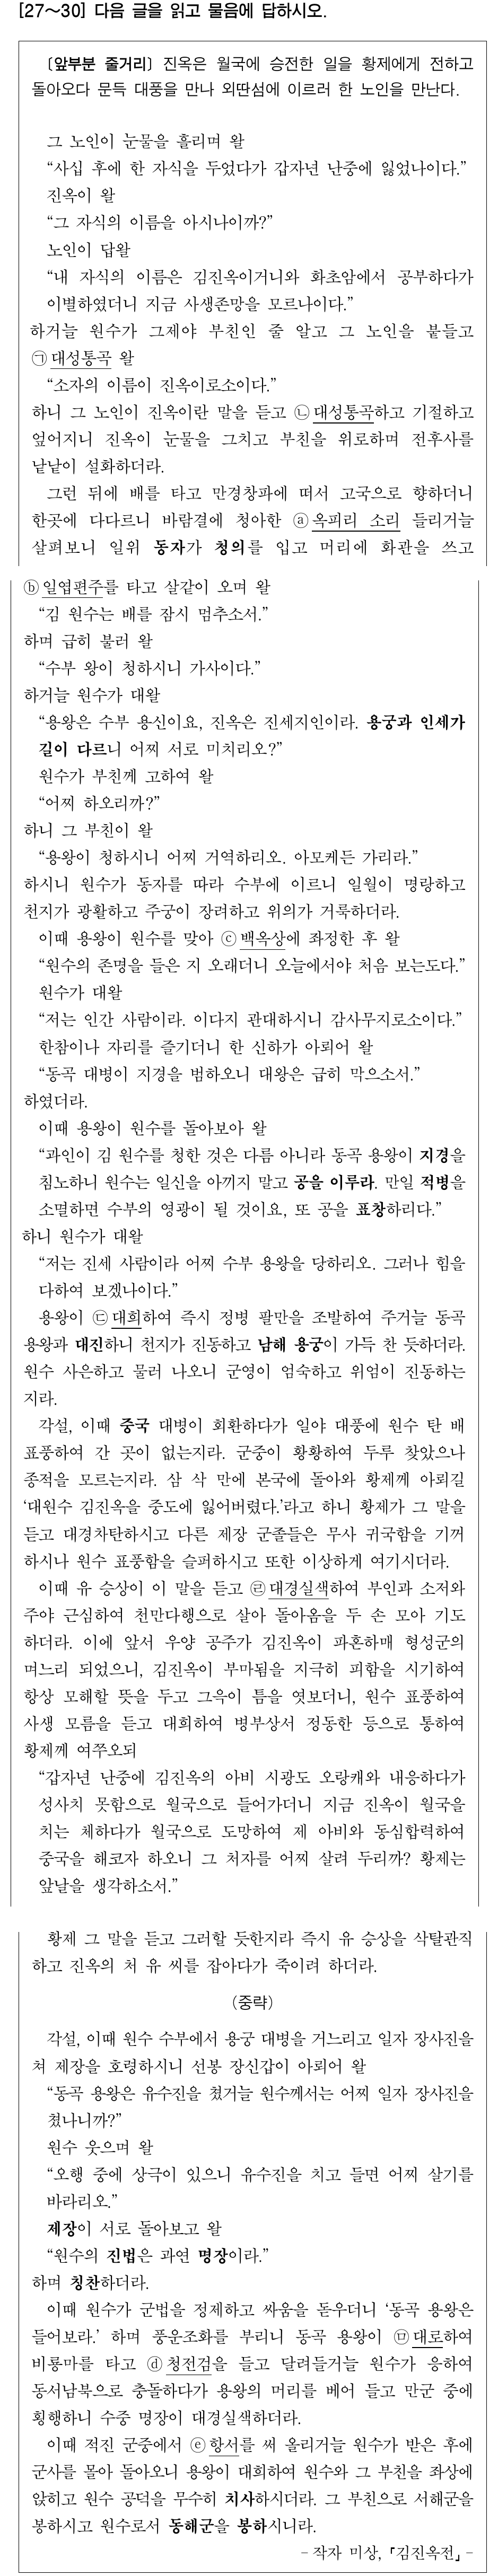 [27～30] 다음 글을 읽고 물음에 답하시오.
〔앞부분 줄거리〕 진옥은 월국에 승전한 일을 황제에게 전하고
돌아오다 문득 대풍을 만나 외딴섬에 이르러 한 노인을 만난다.
그 노인이 눈물을 흘리며 왈
“사십 후에 한 자식을 두었다가 갑자년 난중에 잃었나이다.”
진옥이 왈
“그 자식의 이름을 아시나이까?”
노인이 답왈
“내 자식의 이름은 김진옥이거니와 화초암에서 공부하다가
이별하였더니 지금 사생존망을 모르나이다.”
하거늘 원수가 그제야 부친인 줄 알고 그 노인을 붙들고
㉠ 대성통곡 왈
“소자의 이름이 진옥이로소이다.”
하니 그 노인이 진옥이란 말을 듣고 ㉡ 대성통곡하고 기절하고
엎어지니 진옥이 눈물을 그치고 부친을 위로하며 전후사를
낱낱이 설화하더라.
그런 뒤에 배를 타고 만경창파에 떠서 고국으로 향하더니
한곳에 다다르니 바람결에 청아한 ⓐ 옥피리 소리 들리거늘
살펴보니 일위 동자가 청의를 입고 머리에 화관을 쓰고
ⓑ 일엽편주를 타고 살같이 오며 왈
“김 원수는 배를 잠시 멈추소서.”
하며 급히 불러 왈
“수부 왕이 청하시니 가사이다.”
하거늘 원수가 대왈
“용왕은 수부 용신이요, 진옥은 진세지인이라. 용궁과 인세가
길이 다르니 어찌 서로 미치리오?”
원수가 부친께 고하여 왈
“어찌 하오리까?”
하니 그 부친이 왈
“용왕이 청하시니 어찌 거역하리오. 아모케든 가리라.”
하시니 원수가 동자를 따라 수부에 이르니 일월이 명랑하고
천지가 광활하고 주궁이 장려하고 위의가 거룩하더라.
이때 용왕이 원수를 맞아 ⓒ 백옥상에 좌정한 후 왈
“원수의 존명을 들은 지 오래더니 오늘에서야 처음 보는도다.”
원수가 대왈
“저는 인간 사람이라. 이다지 관대하시니 감사무지로소이다.”
한참이나 자리를 즐기더니 한 신하가 아뢰어 왈
“동곡 대병이 지경을 범하오니 대왕은 급히 막으소서.”
하였더라.
이때 용왕이 원수를 돌아보아 왈
“과인이 김 원수를 청한 것은 다름 아니라 동곡 용왕이 지경을
침노하니 원수는 일신을 아끼지 말고 공을 이루라. 만일 적병을
소멸하면 수부의 영광이 될 것이요, 또 공을 표창하리다.”
하니 원수가 대왈
“저는 진세 사람이라 어찌 수부 용왕을 당하리오. 그러나 힘을
다하여 보겠나이다.”
용왕이 ㉢ 대희하여 즉시 정병 팔만을 조발하여 주거늘 동곡
용왕과 대진하니 천지가 진동하고 남해 용궁이 가득 찬 듯하더라.
원수 사은하고 물러 나오니 군영이 엄숙하고 위엄이 진동하는
지라.
각설, 이때 중국 대병이 회환하다가 일야 대풍에 원수 탄 배
표풍하여 간 곳이 없는지라. 군중이 황황하여 두루 찾았으나
종적을 모르는지라. 삼 삭 만에 본국에 돌아와 황제께 아뢰길
‘대원수 김진옥을 중도에 잃어버렸다.’라고 하니 황제가 그 말을
듣고 대경차탄하시고 다른 제장 군졸들은 무사 귀국함을 기꺼
하시나 원수 표풍함을 슬퍼하시고 또한 이상하게 여기시더라.
이때 유 승상이 이 말을 듣고 ㉣ 대경실색하여 부인과 소저와
주야 근심하여 천만다행으로 살아 돌아옴을 두 손 모아 기도
하더라. 이에 앞서 우양 공주가 김진옥이 파혼하매 형성군의
며느리 되었으니, 김진옥이 부마됨을 지극히 피함을 시기하여
항상 모해할 뜻을 두고 그윽이 틈을 엿보더니, 원수 표풍하여
사생 모름을 듣고 대희하여 병부상서 정동한 등으로 통하여
황제께 여쭈오되
“갑자년 난중에 김진옥의 아비 시광도 오랑캐와 내응하다가
성사치 못함으로 월국으로 들어가더니 지금 진옥이 월국을
치는 체하다가 월국으로 도망하여 제 아비와 동심합력하여
중국을 해코자 하오니 그 처자를 어찌 살려 두리까? 황제는
앞날을 생각하소서.”
황제 그 말을 듣고 그러할 듯한지라 즉시 유 승상을 삭탈관직
하고 진옥의 처 유 씨를 잡아다가 죽이려 하더라.
(중략)
각설, 이때 원수 수부에서 용궁 대병을 거느리고 일자 장사진을
쳐 제장을 호령하시니 선봉 장신갑이 아뢰어 왈
“동곡 용왕은 유수진을 쳤거늘 원수께서는 어찌 일자 장사진을
쳤나니까?”
원수 웃으며 왈
“오행 중에 상극이 있으니 유수진을 치고 들면 어찌 살기를
바라리오.”
제장이 서로 돌아보고 왈
“원수의 진법은 과연 명장이라.”
하며 칭찬하더라.
이때 원수가 군법을 정제하고 싸움을 돋우더니 ‘동곡 용왕은
들어보라.’ 하며 풍운조화를 부리니 동곡 용왕이 ㉤ 대로하여
비룡마를 타고 ⓓ 청전검을 들고 달려들거늘 원수가 응하여
동서남북으로 충돌하다가 용왕의 머리를 베어 들고 만군 중에
횡행하니 수중 명장이 대경실색하더라.
이때 적진 군중에서 ⓔ 항서를 써 올리거늘 원수가 받은 후에
군사를 몰아 돌아오니 용왕이 대희하여 원수와 그 부친을 좌상에
앉히고 원수 공덕을 무수히 치사하시더라. 그 부친으로 서해군을
봉하시고 원수로서 동해군을 봉하시니라.
- 작자 미상, 「김진옥전」 -